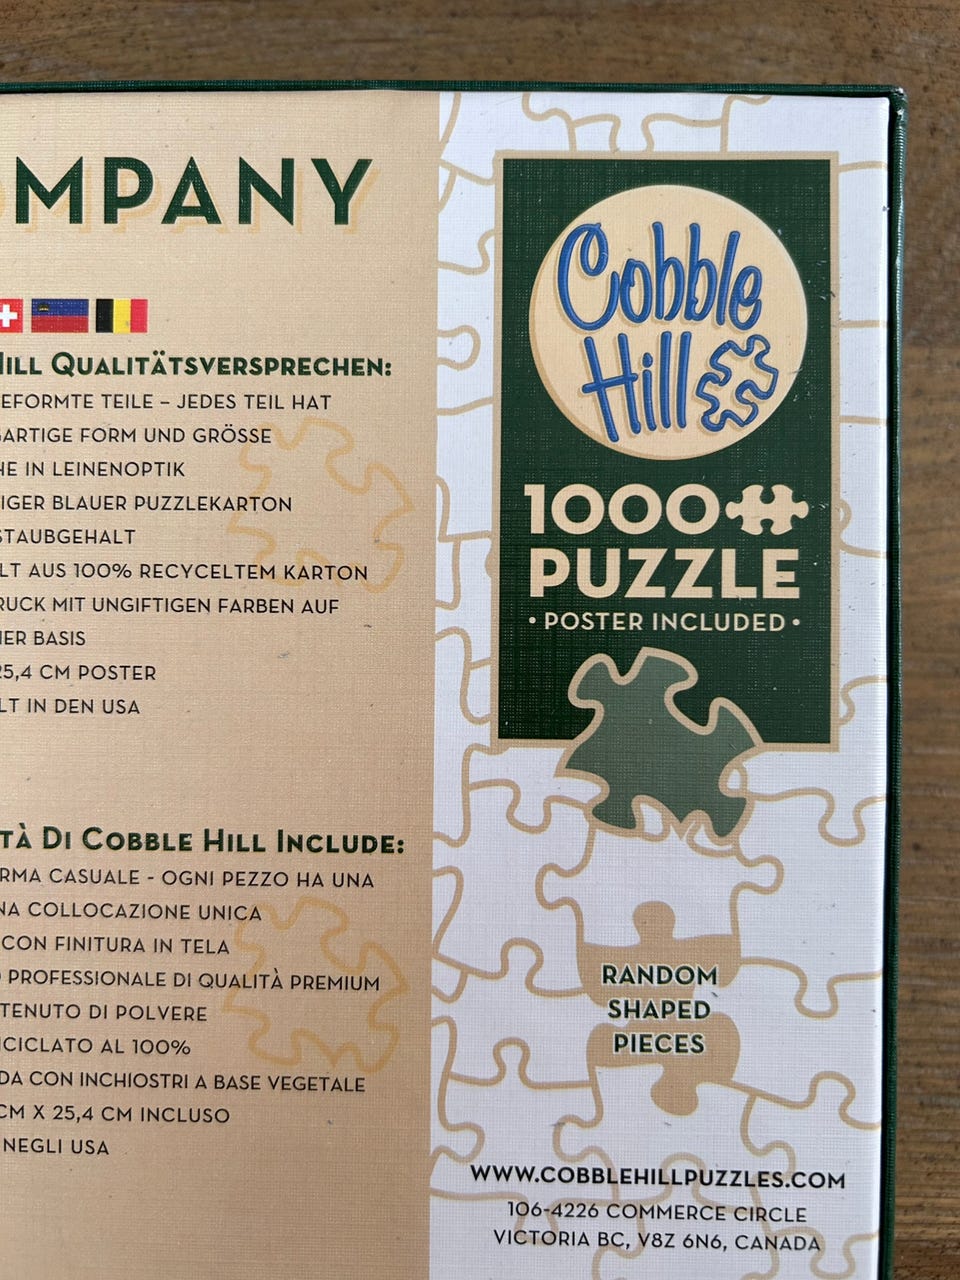 OMPANY
HILL QUALITÄTSVERSPRECHEN:
EFORMTE TEILE – JEDES TEIL HAT
GARTIGE FORM UND GRÖSSE
HE IN LEINENOPTIK
TIGER BLAUER PUZZLEKARTON
STAUBGEHALT
LT AUS 100% RECYCELTEM KARTON
RUCK MIT UNGIFTIGEN FARBEN AUF
HER BASIS
25,4 CM POSTER
LT IN DEN USA
TÀ DI COBBLE HILL INCLUDE:
RMA CASUALE - OGNI PEZZO HA UNA
NA COLLOCAZIONE UNICA
CON FINITURA IN TELA
O PROFESSIONALE DI QUALITÀ PREMIUM
TENUTO DI POLVERE
ICICLATO AL 100%
DA CON INCHIOSTRI A BASE VEGETALE
CM X 25,4 CM INCLUSO
NEGLI USA
Cobble
Hill
1000
PUZZLE
• POSTER INCLUDED •
RANDOM
SHAPED
PIECES
WWW.COBBLEHILLPUZZLES.COM
106-4226 COMMERCE CIRCLE
VICTORIA BC, V8Z 6N6, CANADA